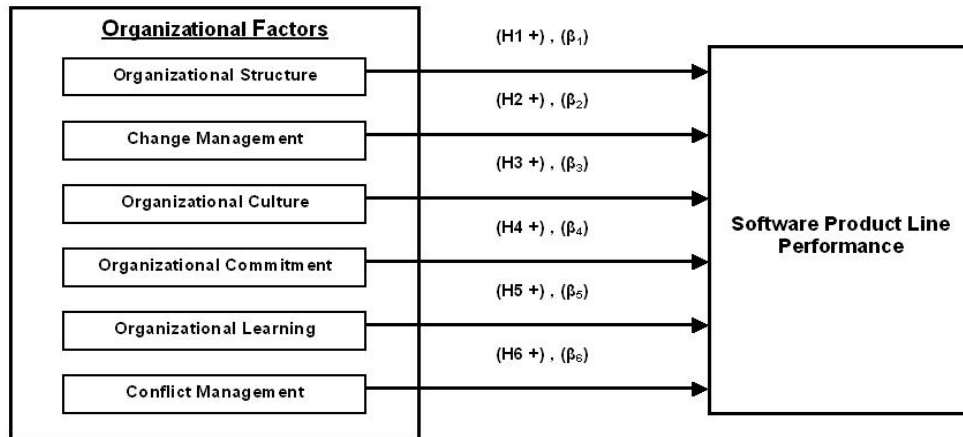 Organizational Factors
Organizational Structure
Change Management
Organizational Culture
Organizational Commitment
Organizational Learning
Conflict Management
(H1 +) , (β₁)
(H2 +) , (β₂)
(H3 +) , (β₃)
(H4 +) , (β₄)
(H5 +) , (β₅)
(H6 +) , (β₆)
Software Product Line
Performance